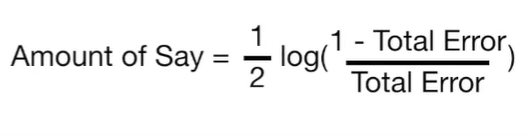 Amount of Say = 1/2 log(1 - Total Error/Total Error)